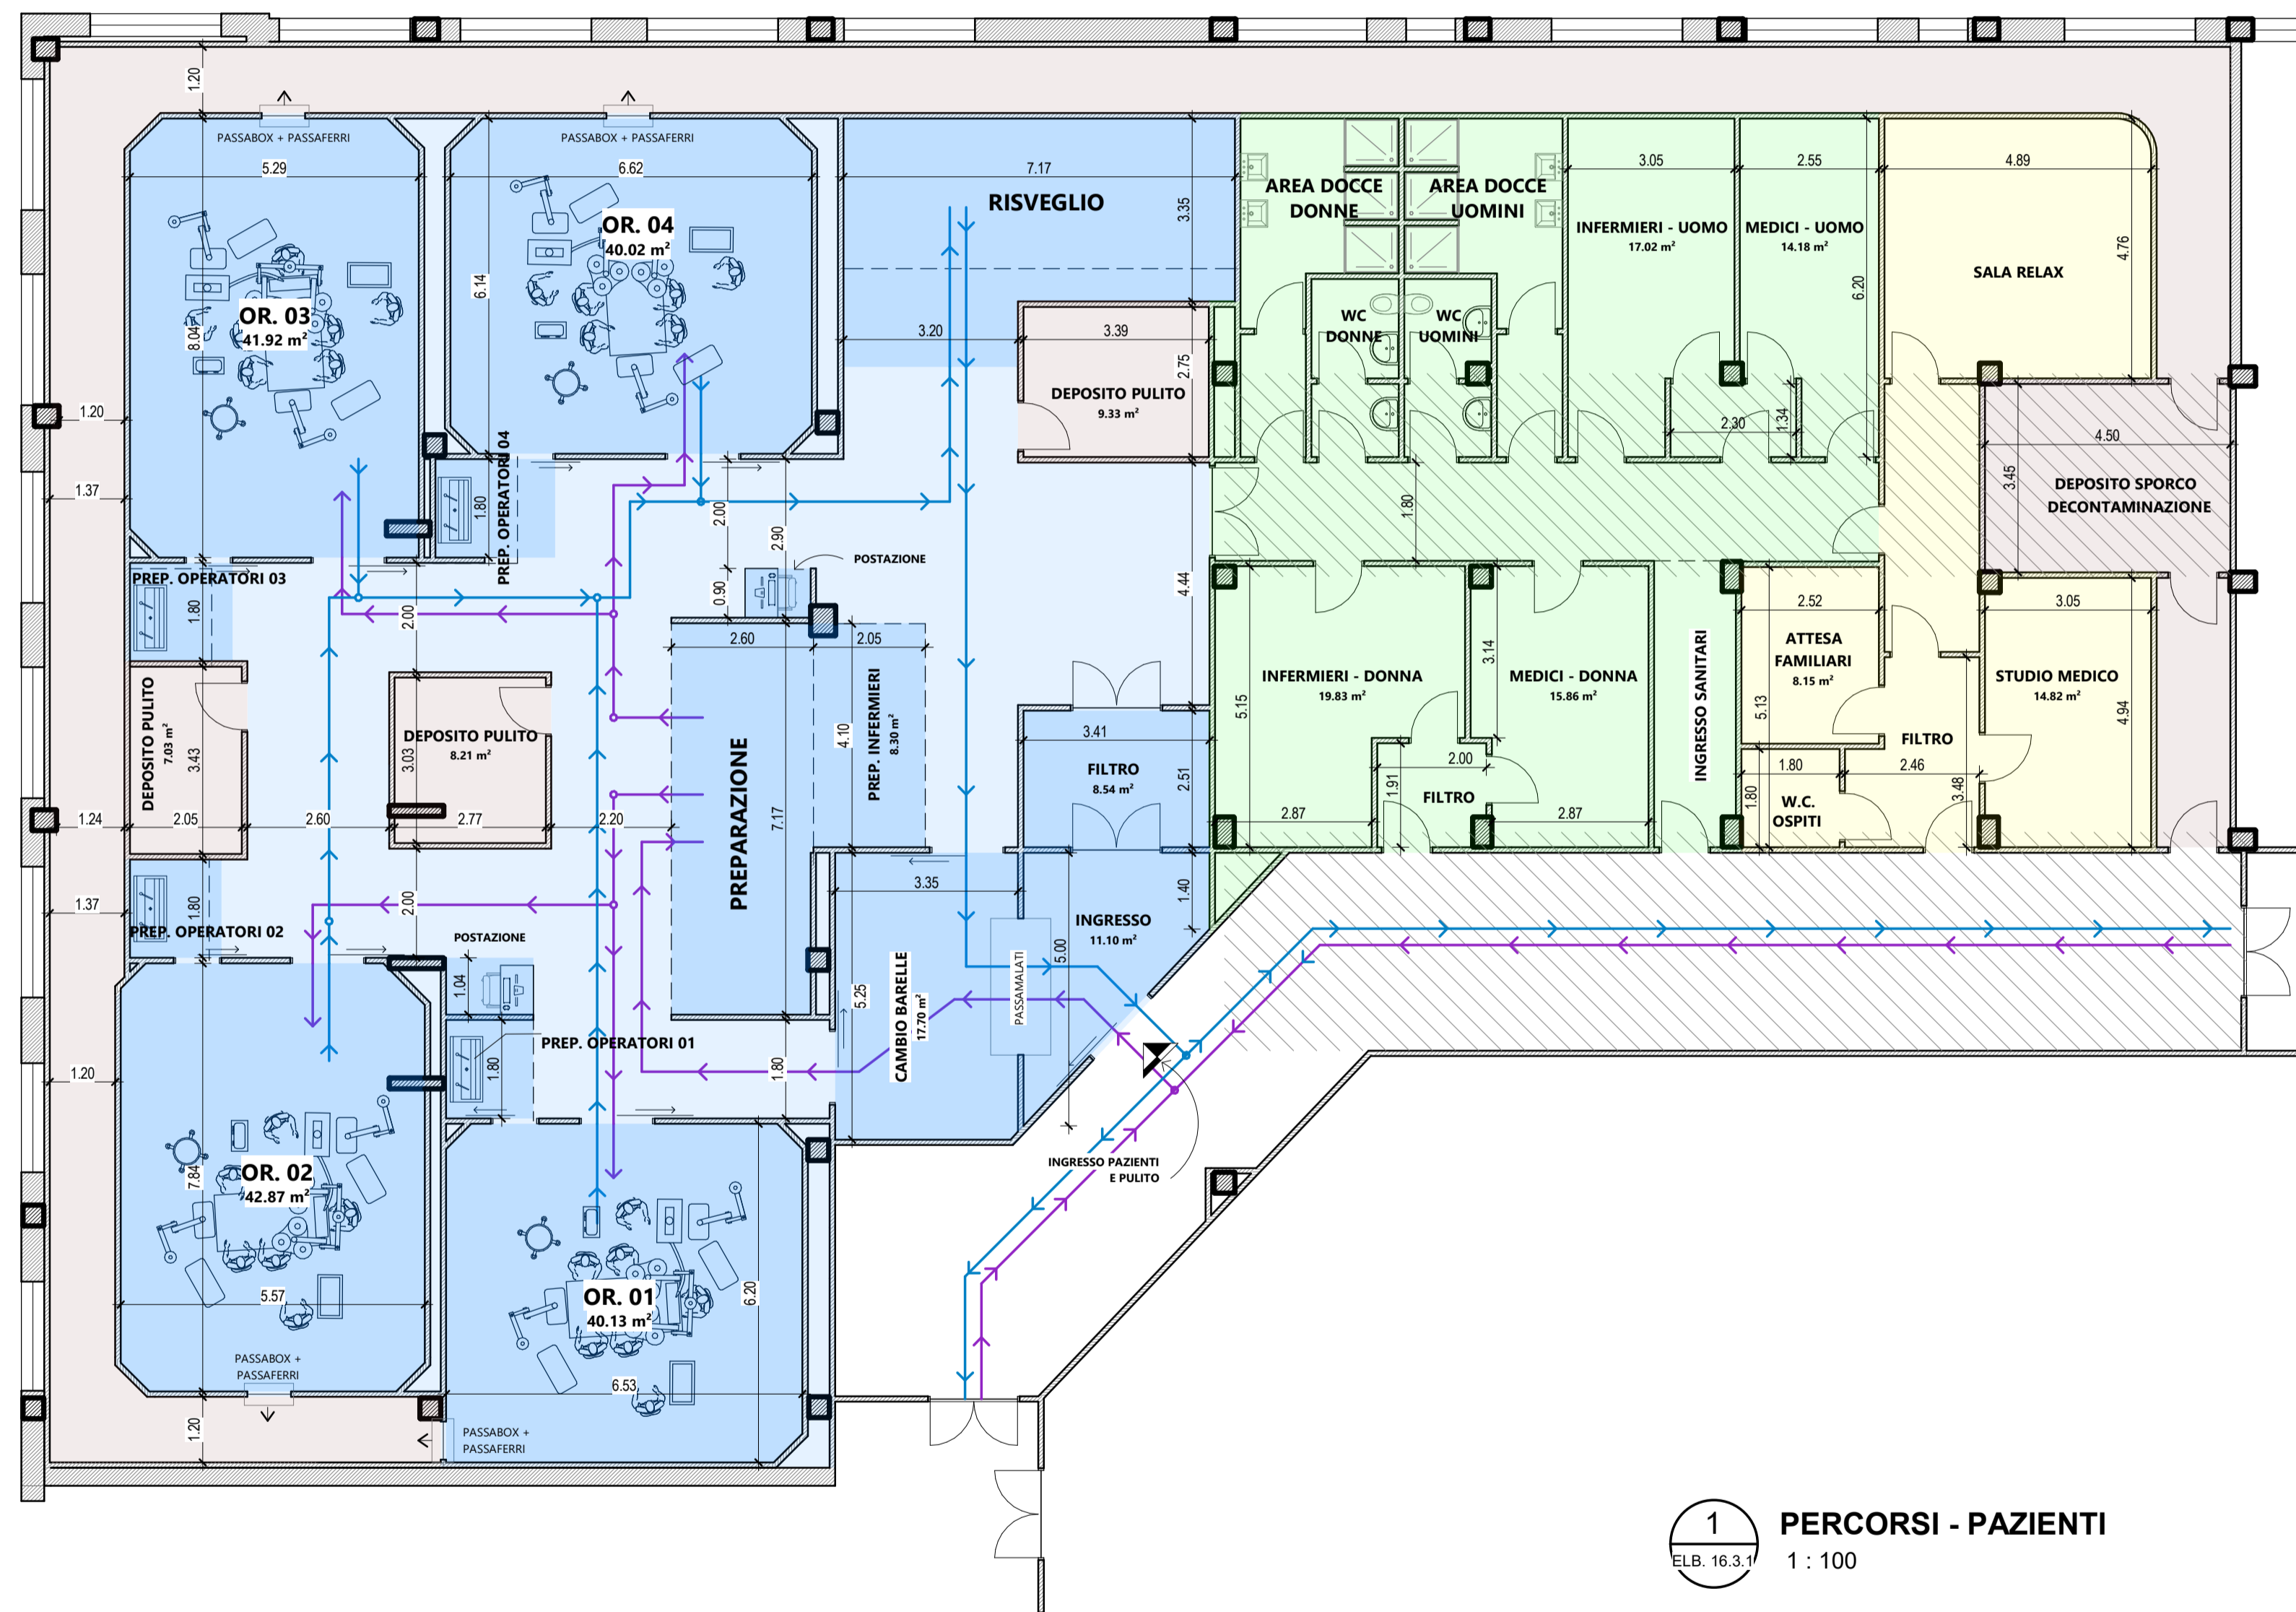 1.20
PASSABOX + PASSAFERRI
PASSABOX + PASSAFERRI
5.29
6.62
7.17
3.05
2.55
4.89
RISVEGLIO
AREA DOCCE
DONNE
AREA DOCCE
UOMINI
3.35
OR. 04
40.02 m²
INFERMIERI - UOMO
17.02 m²
MEDICI - UOMO
14.18 m²
4.76
SALA RELAX
6.14
6.20
OR. 03
41.92 m²
8.04
3.20
3.39
WC
DONNE
WC
UOMINI
2.75
DEPOSITO PULITO
9.33 m²
1.20
2.30
1.34
4.50
1.37
PREP. OPERATORI 04
1.80
2.00
2.90
1.80
3.45
DEPOSITO SPORCO
DECONTAMINAZIONE
POSTAZIONE
PREP. OPERATORI 03
1.80
2.00
0.90
4.44
2.52
3.05
2.60
2.05
ATTESA
FAMILIARI
8.15 m²
INGRESSO SANITARI
3.14
INFERMIERI - DONNA
19.83 m²
MEDICI - DONNA
15.86 m²
STUDIO MEDICO
14.82 m²
5.15
5.13
4.94
DEPOSITO PULITO
7.03 m²
3.43
DEPOSITO PULITO
8.21 m²
3.03
PREPARAZIONE
4.10
PREP. INFERMIERI
8.30 m²
3.41
FILTRO
8.54 m²
2.51
2.00
1.91
FILTRO
FILTRO
1.80
2.46
3.48
1.80
W.C.
OSPITI
1.24
2.05
2.60
2.77
2.20
7.17
2.87
2.87
3.35
1.40
1.37
1.80
2.00
PREP. OPERATORI 02
POSTAZIONE
INGRESSO
11.10 m²
5.00
PASSAMALATI
1.04
5.25
CAMBIO BARELLE
17.70 m²
PREP. OPERATORI 01
1.80
1.80
1.20
INGRESSO PAZIENTI
E PULITO
OR. 02
42.87 m²
7.84
5.57
OR. 01
40.13 m²
6.20
PASSABOX +
PASSAFERRI
6.53
1.20
PASSABOX +
PASSAFERRI
1
ELB. 16.3.1
PERCORSI - PAZIENTI
1 : 100